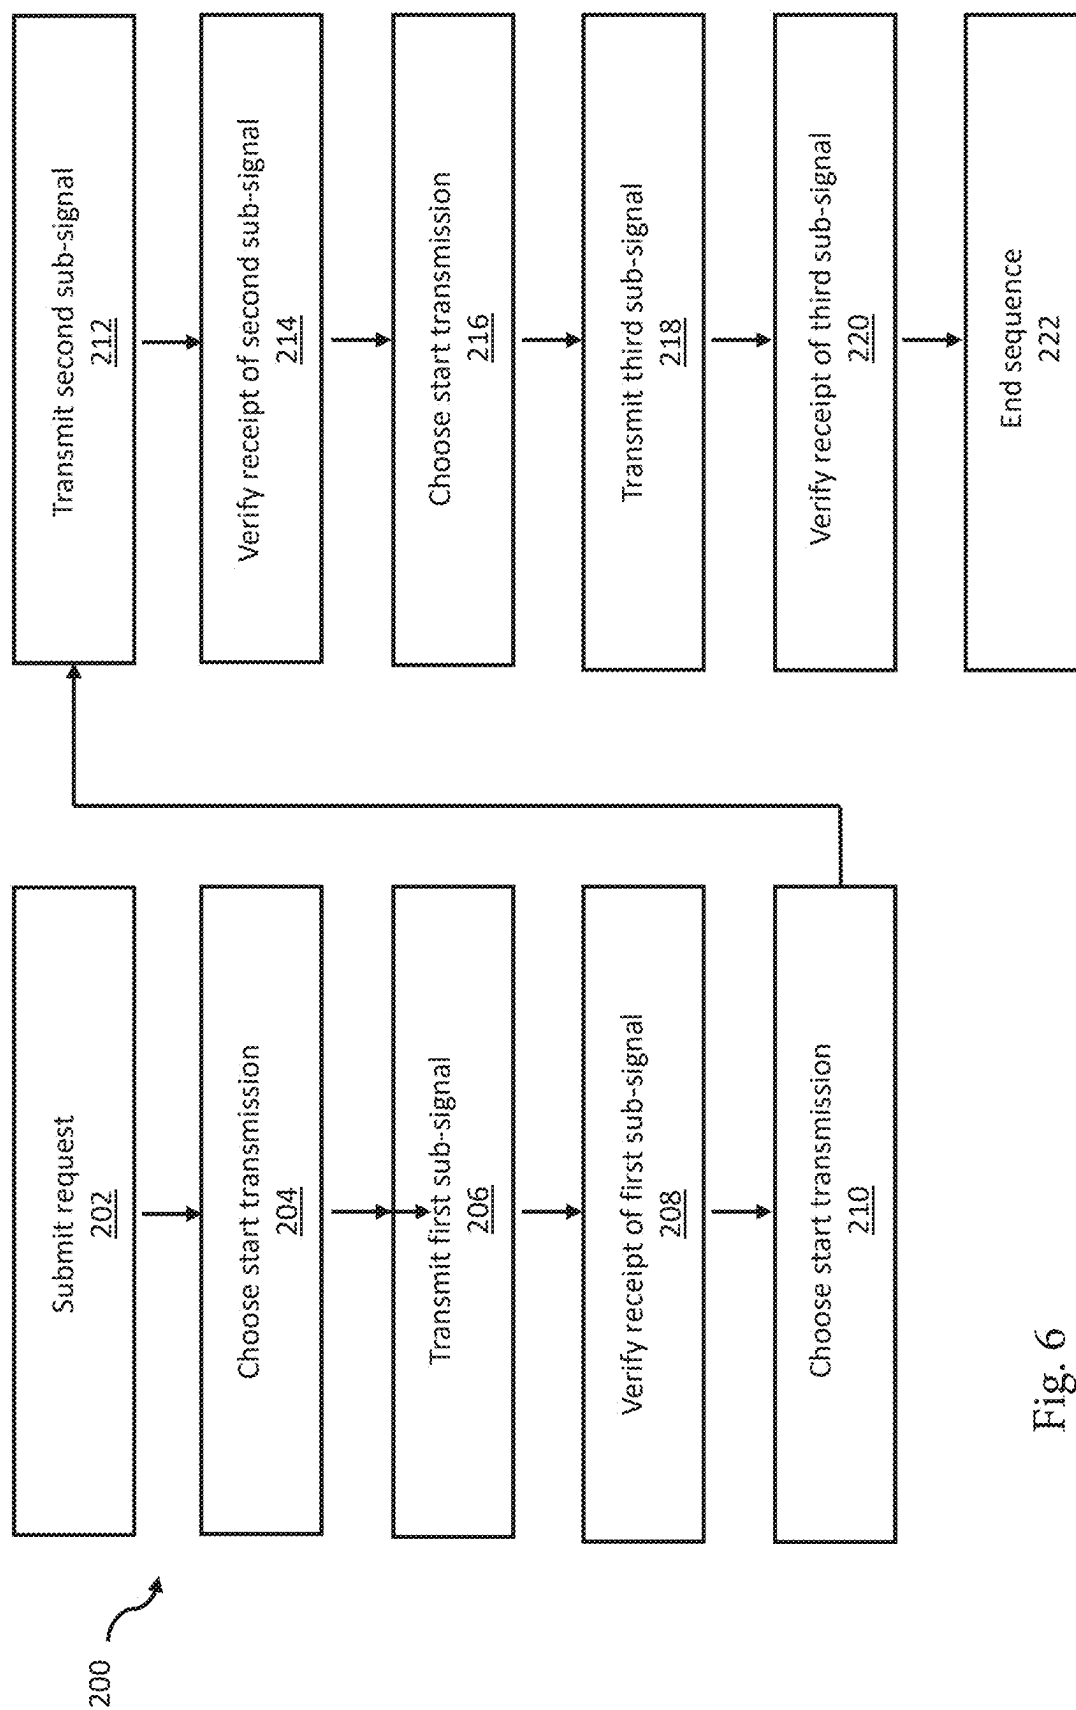 200
Submit request
202
Choose start transmission
204
Transmit first sub-signal
206
Verify receipt of first sub-signal
208
Choose start transmission
210
Transmit second sub-signal
212
Verify receipt of second sub-signal
214
Choose start transmission
216
Transmit third sub-signal
218
Verify receipt of third sub-signal
220
End sequence
222
Fig. 6